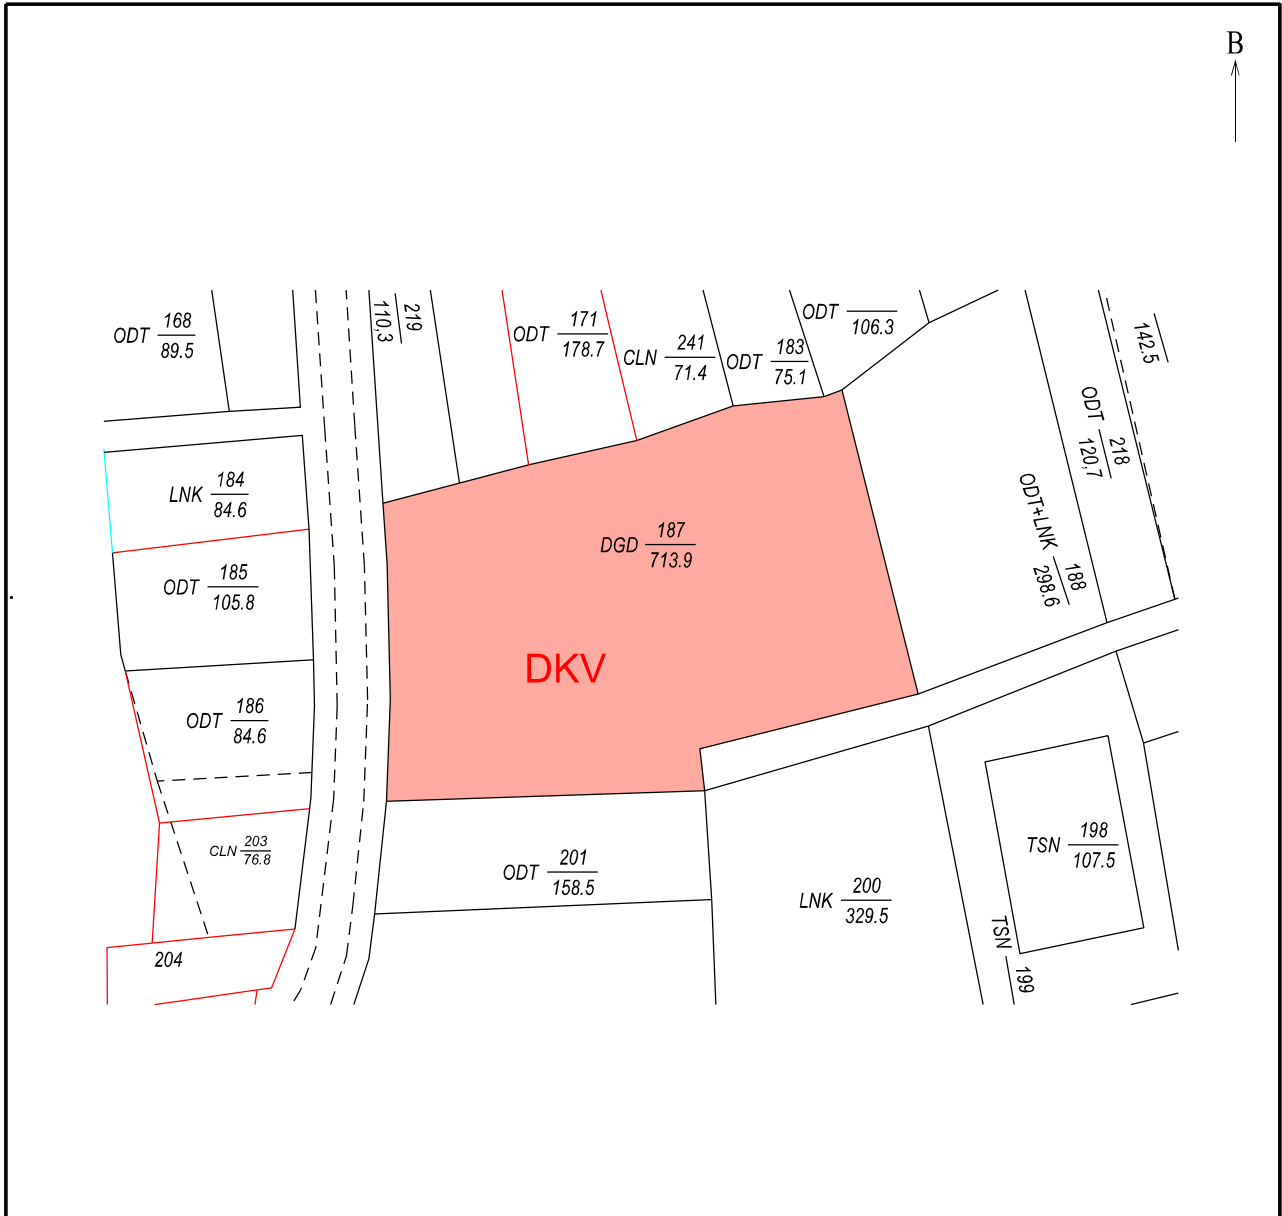 B
ODT 168
89.5
219
110,3
ODT 171
178.7
CLN 241
71.4
ODT 183
75.1
ODT
106.3
142.5
ODT 218
120,7
LNK 184
84.6
ODT+LNK 188
298.6
DGD 187
713.9
ODT 185
105.8
DKV
ODT 186
84.6
CLN 203
76.8
ODT 201
158.5
LNK 200
329.5
TSN 198
107.5
TSN 199
204